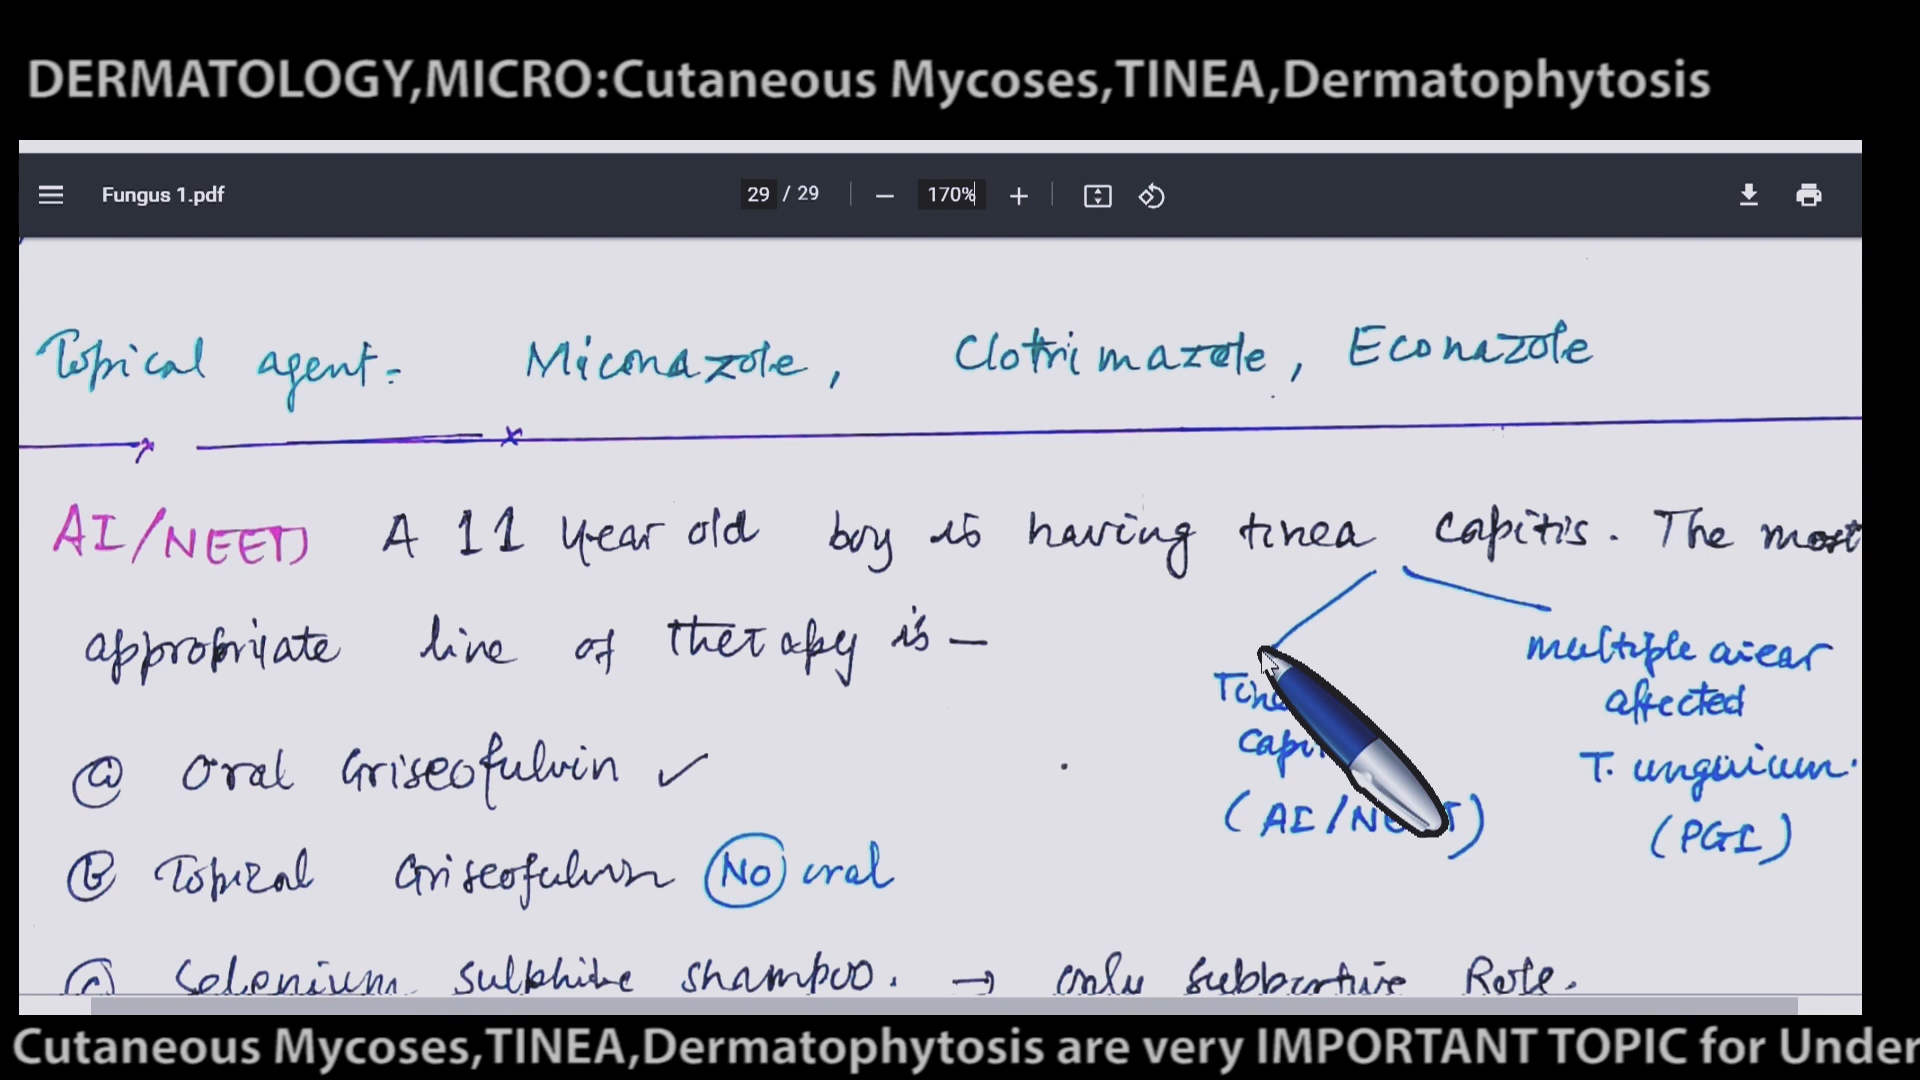 DERMATOLOGY,MICRO:Cutaneous Mycoses,TINEA,Dermatophytosis
Fungus 1.pdf
29 / 29
170%
Topical agent- Miconazole, Clotrimazole, Econazole
AI/NEET A 11 year old boy is having tinea capitis. The most
appropriate line of therapy is —
Tine
Capi
(AI/NEET)
multiple areas
affected
T. unguium.
(PGI)
(a) Oral Griseofulvin ✓
(b) Topical Griseofulvin (No) oral
(c) Selenium sulphide shampoo. → only supportive Role.
Cutaneous Mycoses,TINEA,Dermatophytosis are very IMPORTANT TOPIC for Under